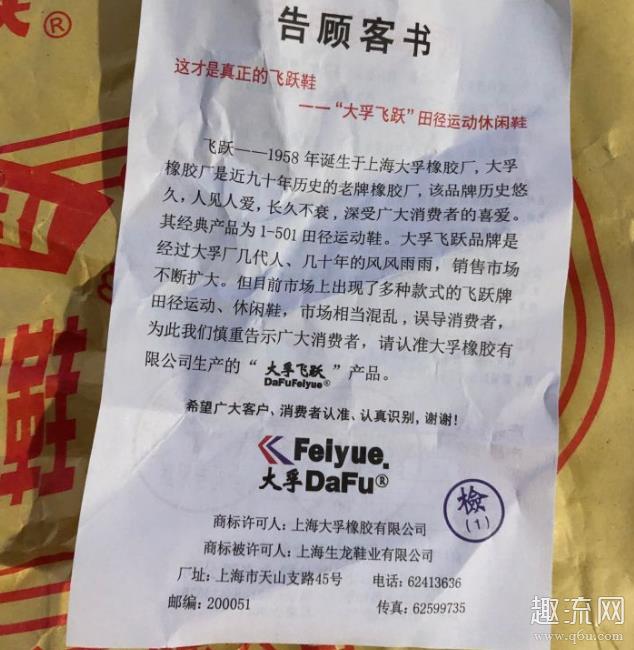 ®
告顾客书
这才是真正的飞跃鞋
——“大孚飞跃”田径运动休闲鞋
飞跃——1958年诞生于上海大孚橡胶厂,大孚
橡胶厂是近九十年历史的老牌橡胶厂,该品牌历史悠
久,人见人爱,长久不衰,深受广大消费者的喜爱。
其经典产品为1-501田径运动鞋。大孚飞跃品牌是
经过大孚厂几代人、几十年的风风雨雨,销售市场
不断扩大。但目前市场上出现了多种款式的飞跃牌
田径运动、休闲鞋,市场相当混乱,误导消费者,
为此我们慎重告示广大消费者,请认准大孚橡胶有
限公司生产的“大孚飞跃 DaFuFeiyue®”产品。
希望广大客户、消费者认准、认真识别,谢谢!
Feiyue.
大孚DaFu®
檢
(1)
商标许可人:上海大孚橡胶有限公司
商标被许可人:上海生龙鞋业有限公司
厂址:上海市天山支路45号 电话:62413636
邮编:200051 传真:62599735
鞋
趣流网
www.q6u.com